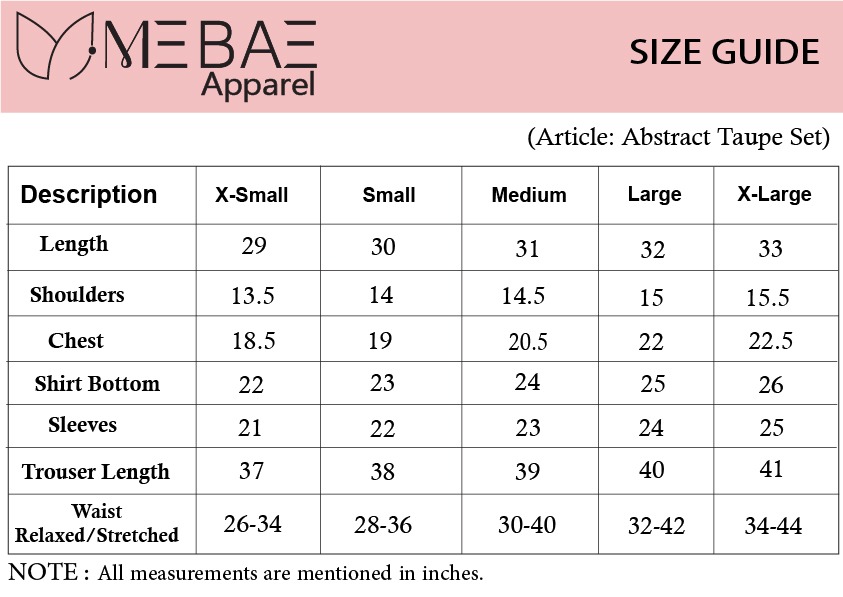 MEBAE
Apparel
SIZE GUIDE
(Article: Abstract Taupe Set)
Description X-Small Small Medium Large X-Large
Length 29 30 31 32 33
Shoulders 13.5 14 14.5 15 15.5
Chest 18.5 19 20.5 22 22.5
Shirt Bottom 22 23 24 25 26
Sleeves 21 22 23 24 25
Trouser Length 37 38 39 40 41
Waist
Relaxed/Stretched 26-34 28-36 30-40 32-42 34-44
NOTE : All measurements are mentioned in inches.